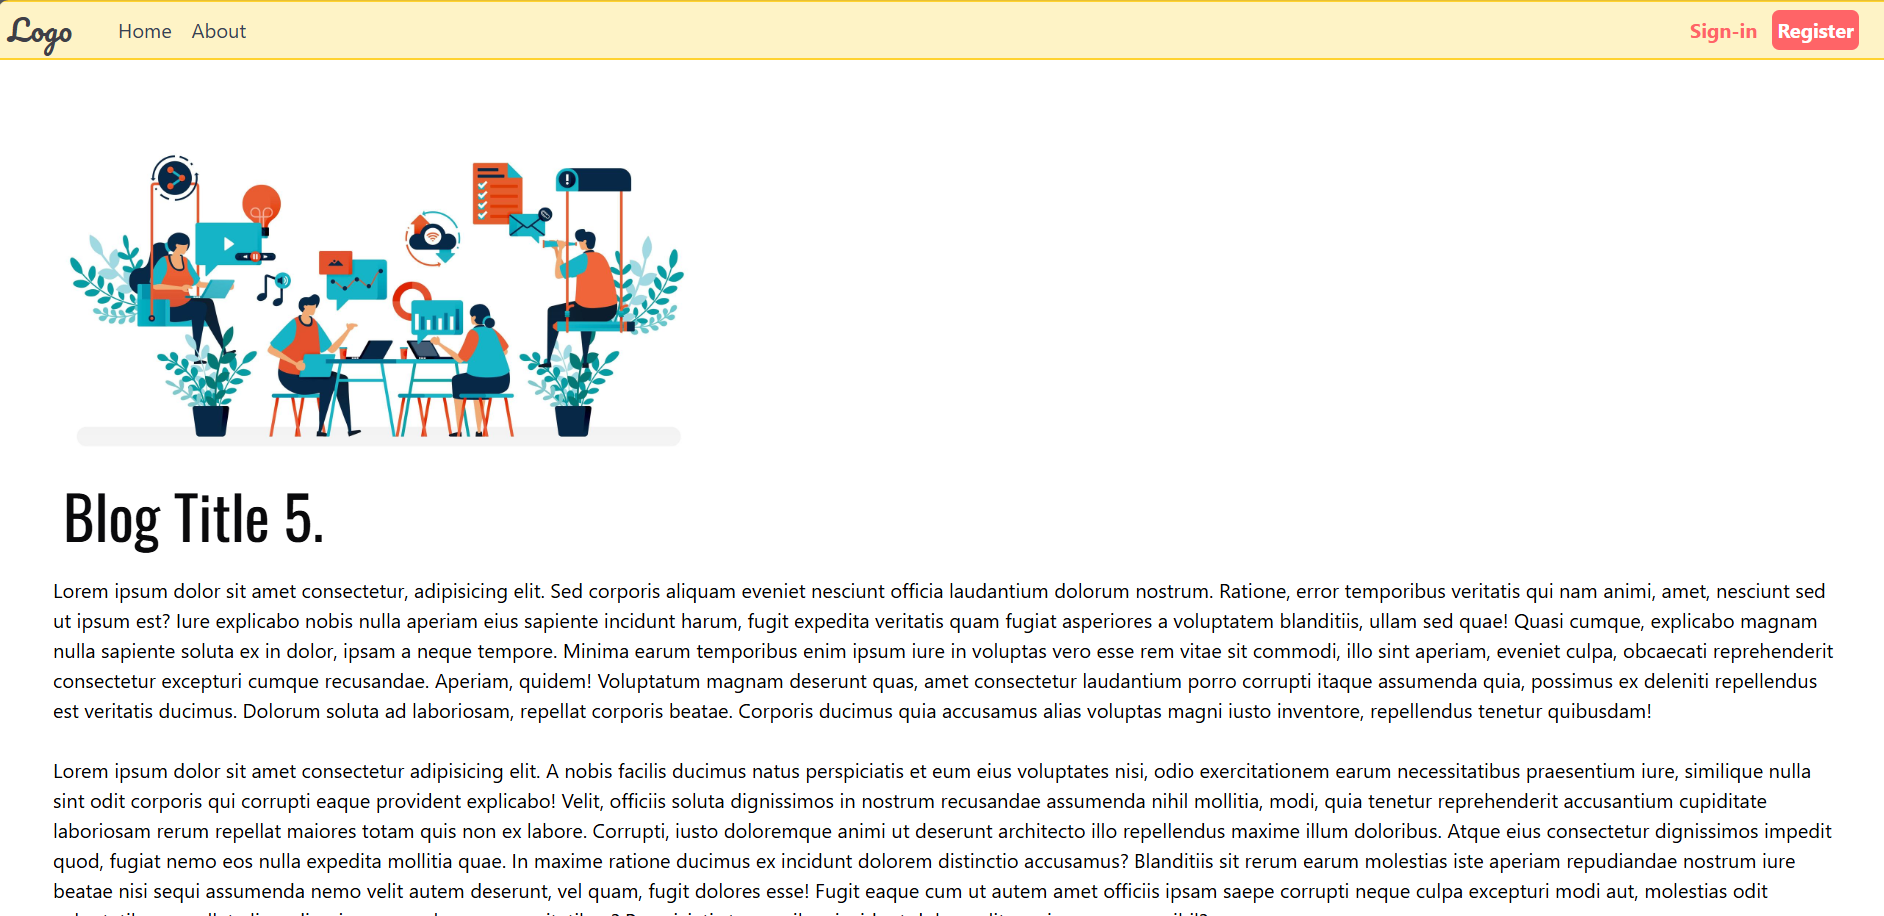 Logo Home About Sign-in Register
Blog Title 5.
Lorem ipsum dolor sit amet consectetur, adipisicing elit. Sed corporis aliquam eveniet nesciunt officia laudantium dolorum nostrum. Ratione, error temporibus veritatis qui nam animi, amet, nesciunt sed
ut ipsum est? Iure explicabo nobis nulla aperiam eius sapiente incidunt harum, fugit expedita veritatis quam fugiat asperiores a voluptatem blanditiis, ullam sed quae! Quasi cumque, explicabo magnam
nulla sapiente soluta ex in dolor, ipsam a neque tempore. Minima earum temporibus enim ipsum iure in voluptas vero esse rem vitae sit commodi, illo sint aperiam, eveniet culpa, obcaecati reprehenderit
consectetur excepturi cumque recusandae. Aperiam, quidem! Voluptatum magnam deserunt quas, amet consectetur laudantium porro corrupti itaque assumenda quia, possimus ex deleniti repellendus
est veritatis ducimus. Dolorum soluta ad laboriosam, repellat corporis beatae. Corporis ducimus quia accusamus alias voluptas magni iusto inventore, repellendus tenetur quibusdam!
Lorem ipsum dolor sit amet consectetur adipisicing elit. A nobis facilis ducimus natus perspiciatis et eum eius voluptates nisi, odio exercitationem earum necessitatibus praesentium iure, similique nulla
sint odit corporis qui corrupti eaque provident explicabo! Velit, officiis soluta dignissimos in nostrum recusandae assumenda nihil mollitia, modi, quia tenetur reprehenderit accusantium cupiditate
laboriosam rerum repellat maiores totam quis non ex labore. Corrupti, iusto doloremque animi ut deserunt architecto illo repellendus maxime illum doloribus. Atque eius consectetur dignissimos impedit
quod, fugiat nemo eos nulla expedita mollitia quae. In maxime ratione ducimus ex incidunt dolorem distinctio accusamus? Blanditiis sit rerum earum molestias iste aperiam repudiandae nostrum iure
beatae nisi sequi assumenda nemo velit autem deserunt, vel quam, fugit dolores esse! Fugit eaque cum ut autem amet officiis ipsam saepe corrupti neque culpa excepturi modi aut, molestias odit